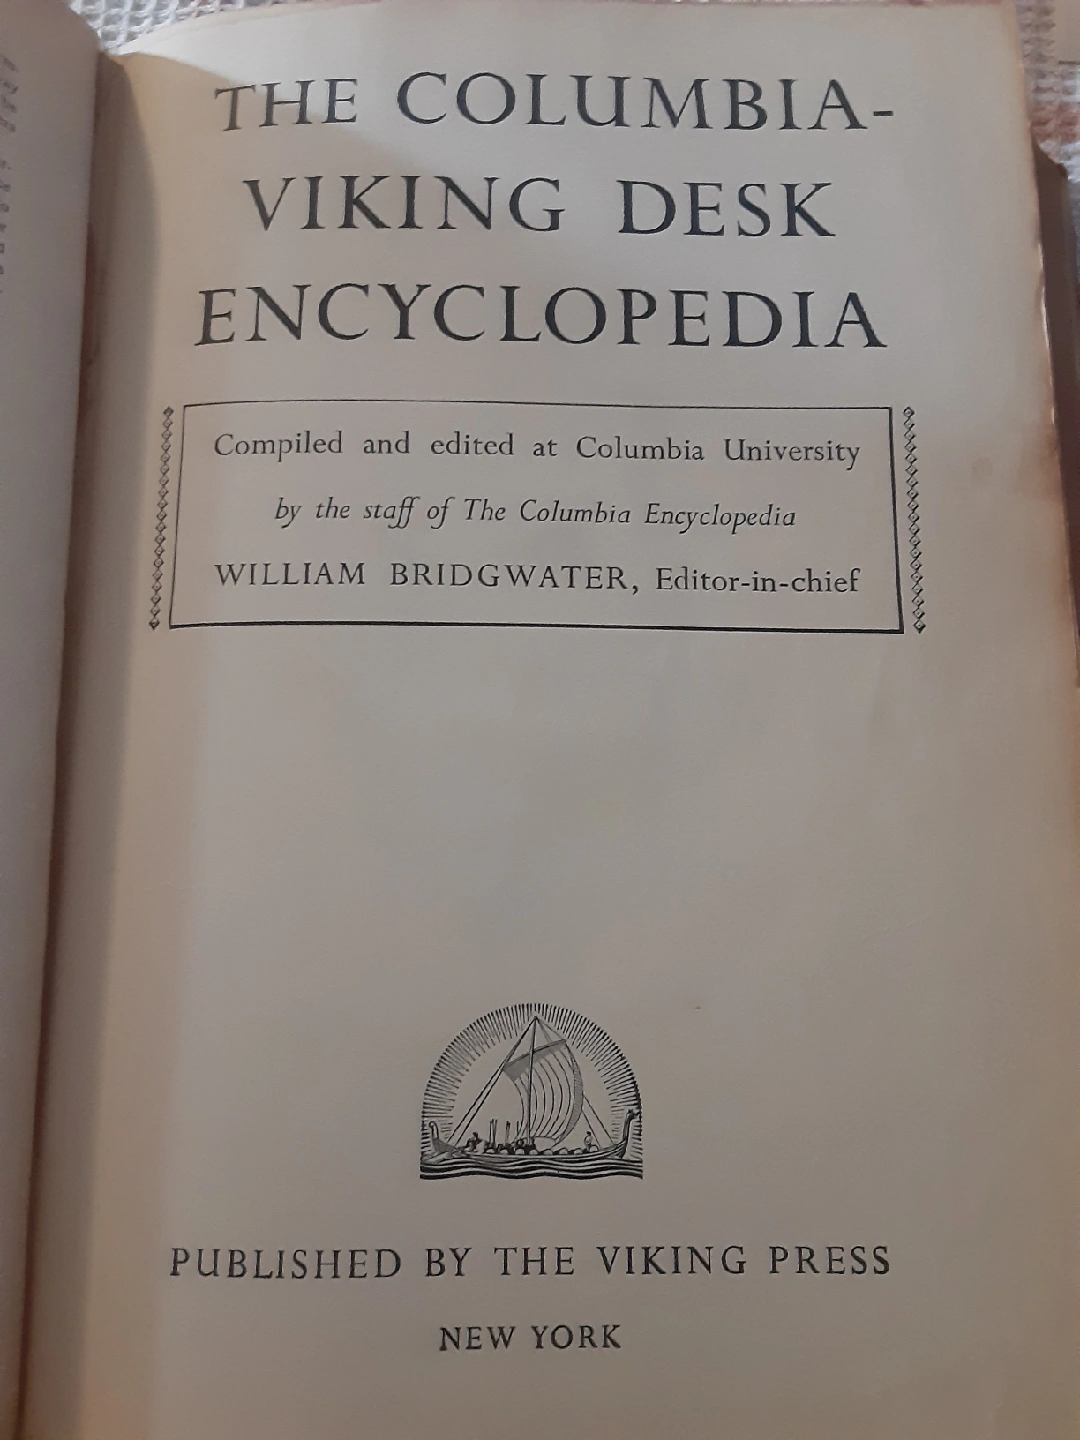 THE COLUMBIA-
VIKING DESK
ENCYCLOPEDIA
Compiled and edited at Columbia University
by the staff of The Columbia Encyclopedia
WILLIAM BRIDGWATER, Editor-in-chief
PUBLISHED BY THE VIKING PRESS
NEW YORK